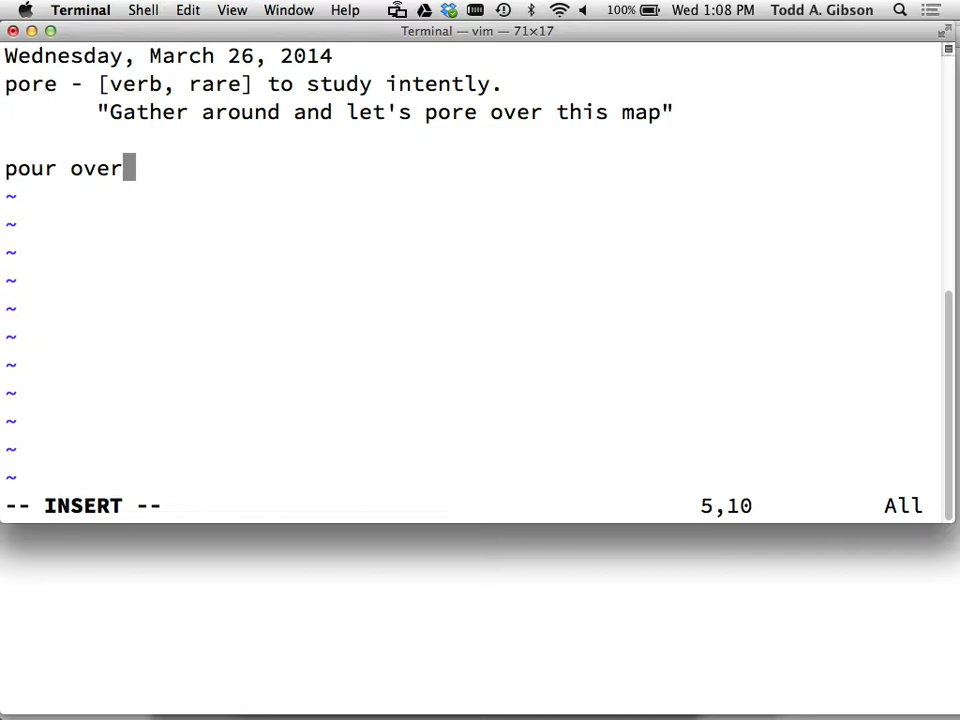 Terminal Shell Edit View Window Help 100% Wed 1:08 PM Todd A. Gibson
Terminal — vim — 71×17
Wednesday, March 26, 2014
pore - [verb, rare] to study intently.
"Gather around and let's pore over this map"
pour over
~
~
~
~
~
~
~
~
~
~
~
-- INSERT -- 5,10 All